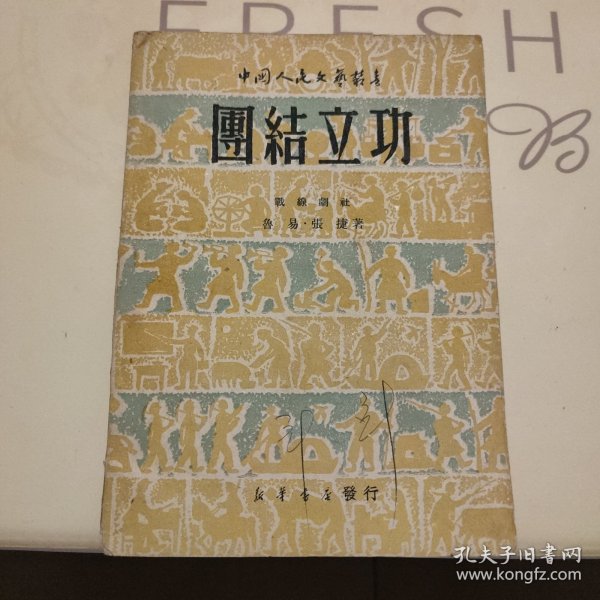 FRESH
B
中國人民文藝叢書
團結立功
戰線劇社
魯易·張捷著
新華書店發行
孔夫子旧书网
www.kongfz.com